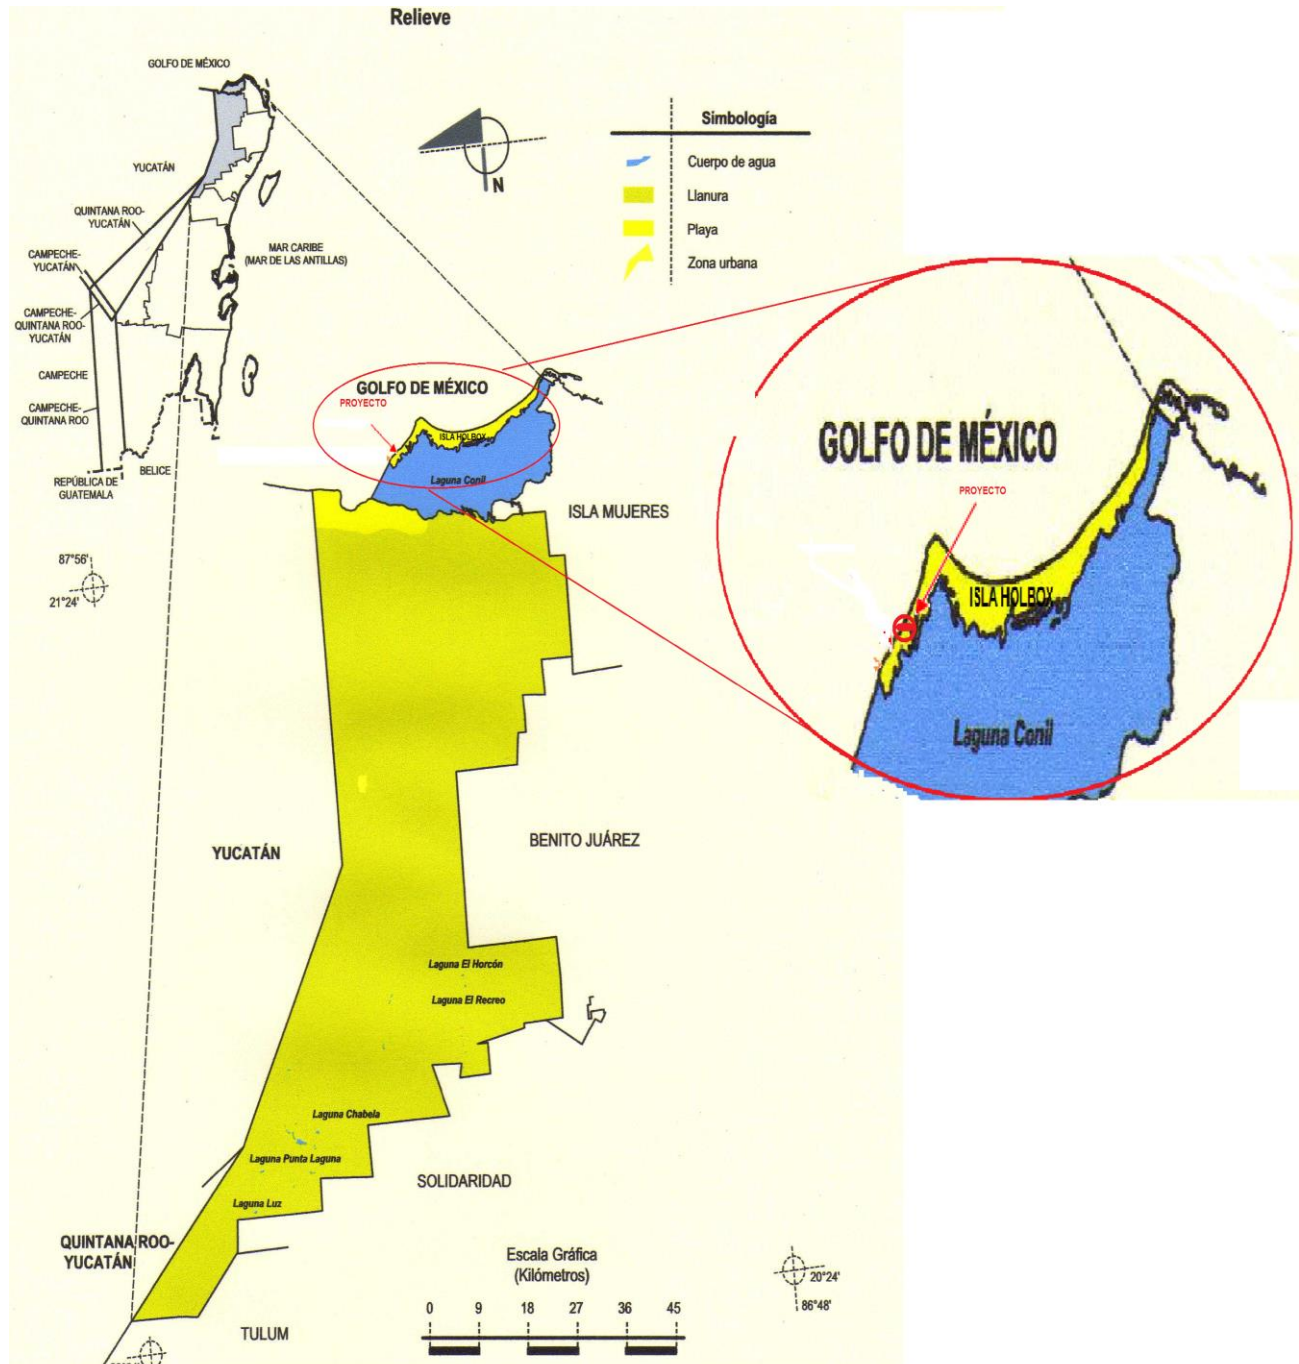 Relieve
GOLFO DE MÉXICO
YUCATÁN
QUINTANA ROO-
YUCATÁN
CAMPECHE-
YUCATÁN
CAMPECHE-
QUINTANA ROO-
YUCATÁN
CAMPECHE
CAMPECHE-
QUINTANA ROO
REPÚBLICA DE
GUATEMALA
BELICE
MAR CARIBE
(MAR DE LAS ANTILLAS)
N
Simbología
Cuerpo de agua
Llanura
Playa
Zona urbana
GOLFO DE MÉXICO
PROYECTO
ISLA HOLBOX
Laguna Conil
GOLFO DE MÉXICO
PROYECTO
ISLA HOLBOX
Laguna Conil
ISLA MUJERES
87°56'
21°24'
YUCATÁN
BENITO JUÁREZ
Laguna El Horcón
Laguna El Recreo
Laguna Chabela
Laguna Punta Laguna
Laguna Luz
SOLIDARIDAD
QUINTANA ROO-
YUCATÁN
TULUM
Escala Gráfica
(Kilómetros)
0 9 18 27 36 45
20°24'
86°48'